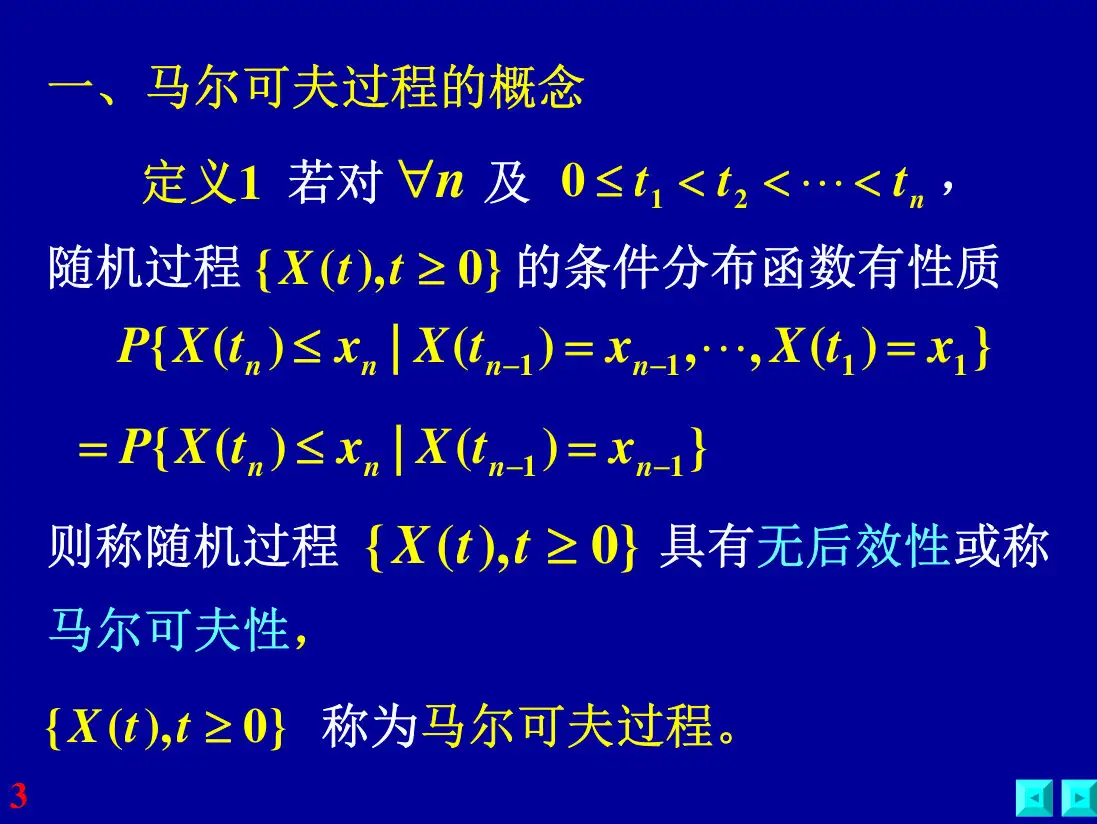 一、马尔可夫过程的概念
定义1 若对 ∀n 及 0 ≤ t₁ < t₂ < ⋯ < tₙ ,
随机过程 {X(t), t ≥ 0} 的条件分布函数有性质
P{X(tₙ) ≤ xₙ | X(tₙ₋₁) = xₙ₋₁, ⋯, X(t₁) = x₁}
= P{X(tₙ) ≤ xₙ | X(tₙ₋₁) = xₙ₋₁}
则称随机过程 {X(t), t ≥ 0} 具有无后效性或称
马尔可夫性，
{X(t), t ≥ 0} 称为马尔可夫过程。
3